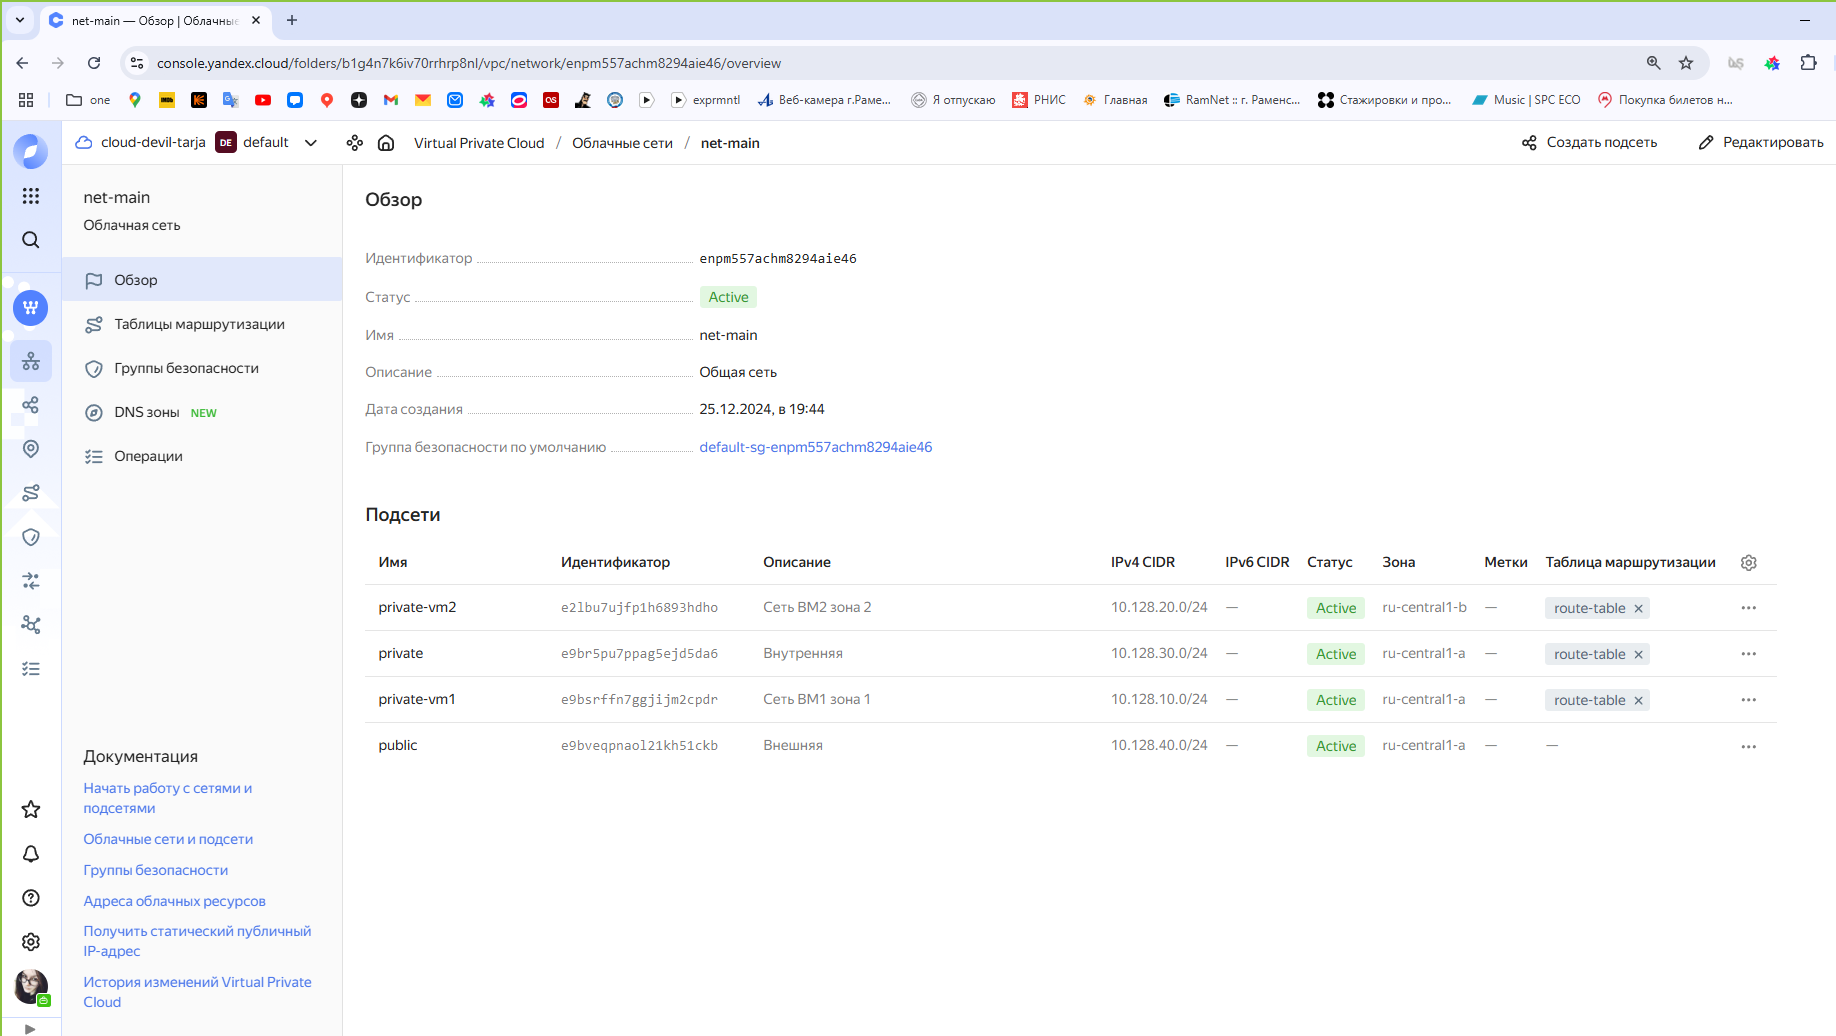 net-main — Обзор | Облачные
console.yandex.cloud/folders/b1g4n7k6iv70rrhrp8nl/vpc/network/enpm557achm8294aie46/overview
one
exprmntl
Веб-камера г.Раме...
Я отпускаю
РНИС
Главная
RamNet :: г. Раменс...
Стажировки и про...
Music | SPC ECO
Покупка билетов н...
cloud-devil-tarja DE default
Virtual Private Cloud / Облачные сети / net-main
Создать подсеть
Редактировать
net-main
Облачная сеть
Обзор
Таблицы маршрутизации
Группы безопасности
DNS зоны NEW
Операции
Документация
Начать работу с сетями и
подсетями
Облачные сети и подсети
Группы безопасности
Адреса облачных ресурсов
Получить статический публичный
IP-адрес
История изменений Virtual Private
Cloud
Обзор
Идентификатор enpm557achm8294aie46
Статус Active
Имя net-main
Описание Общая сеть
Дата создания 25.12.2024, в 19:44
Группа безопасности по умолчанию default-sg-enpm557achm8294aie46
Подсети
Имя Идентификатор Описание IPv4 CIDR IPv6 CIDR Статус Зона Метки Таблица маршрутизации
private-vm2 e2lbu7ujfp1h6893hdho Сеть ВМ2 зона 2 10.128.20.0/24 — Active ru-central1-b — route-table
private e9br5pu7ppag5ejd5da6 Внутренняя 10.128.30.0/24 — Active ru-central1-a — route-table
private-vm1 e9bsrffn7ggjijm2cpdr Сеть ВМ1 зона 1 10.128.10.0/24 — Active ru-central1-a — route-table
public e9bveqpnaol21kh51ckb Внешняя 10.128.40.0/24 — Active ru-central1-a — —